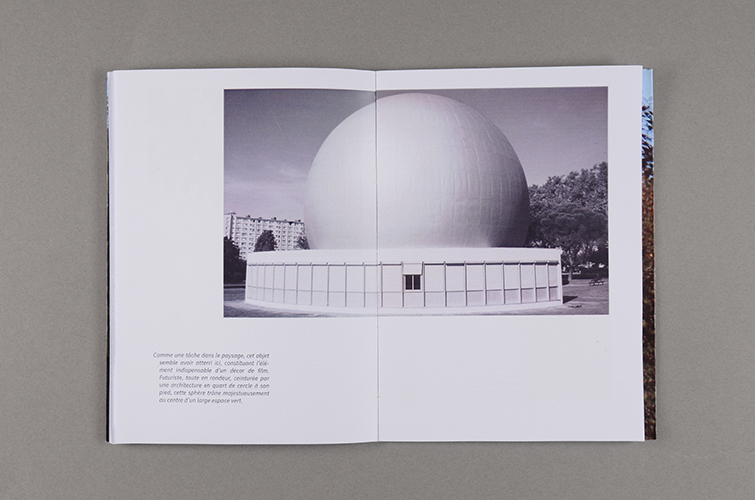 Comme une tâche dans le paysage, cet objet
semble avoir atterri ici, constituant l'élé-
ment indispensable d'un decor de film.
Futuriste, toute en rondeur, ceinturée par
une architecture en quart de cercle à son
pied, cette sphère trône majestueusement
au centre d'un large espace vert.